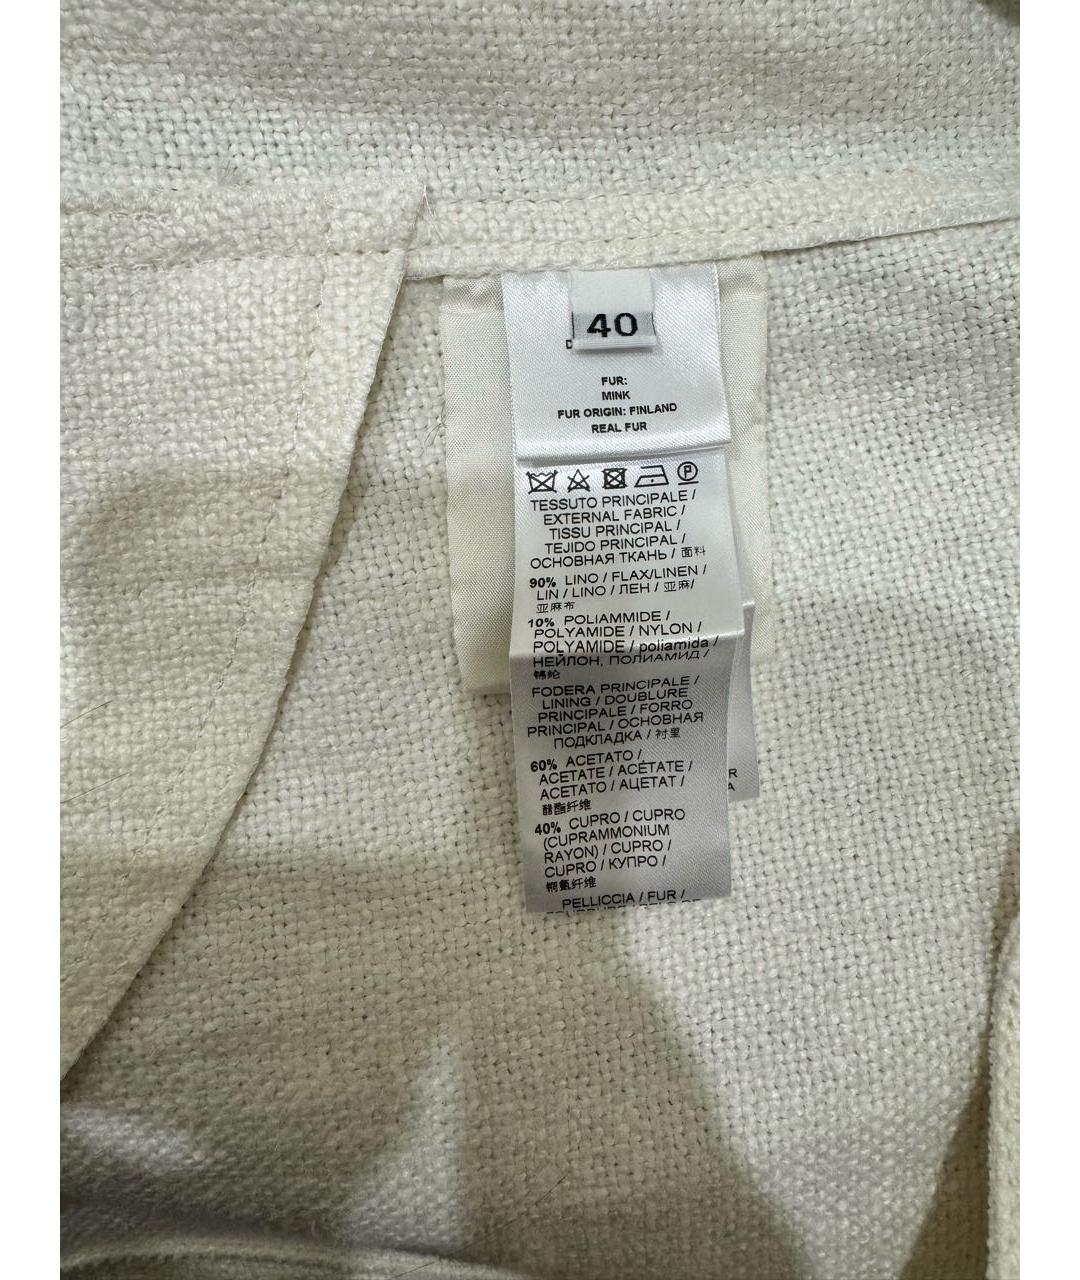 40
FUR:
MINK
FUR ORIGIN: FINLAND
REAL FUR
P
TESSUTO PRINCIPALE /
EXTERNAL FABRIC /
TISSU PRINCIPAL /
TEJIDO PRINCIPAL /
ОСНОВНАЯ ТКАНЬ / 面料
90% LINO / FLAX/LINEN /
LIN / LINO / ЛЕН / 亚麻/
亚麻布
10% POLIAMMIDE /
POLYAMIDE / NYLON /
POLYAMIDE / poliamida /
НЕЙЛОН, ПОЛИАМИД /
锦纶
FODERA PRINCIPALE /
LINING / DOUBLURE
PRINCIPALE / FORRO
PRINCIPAL / ОСНОВНАЯ
ПОДКЛАДКА / 衬里
60% ACETATO /
ACETATE / ACÉTATE /
ACETATO / АЦЕТАТ /
醋酯纤维
40% CUPRO / CUPRO
(CUPRAMMONIUM
RAYON) / CUPRO /
CUPRO / КУПРО /
铜氨纤维
PELLICCIA / FUR /
R
A